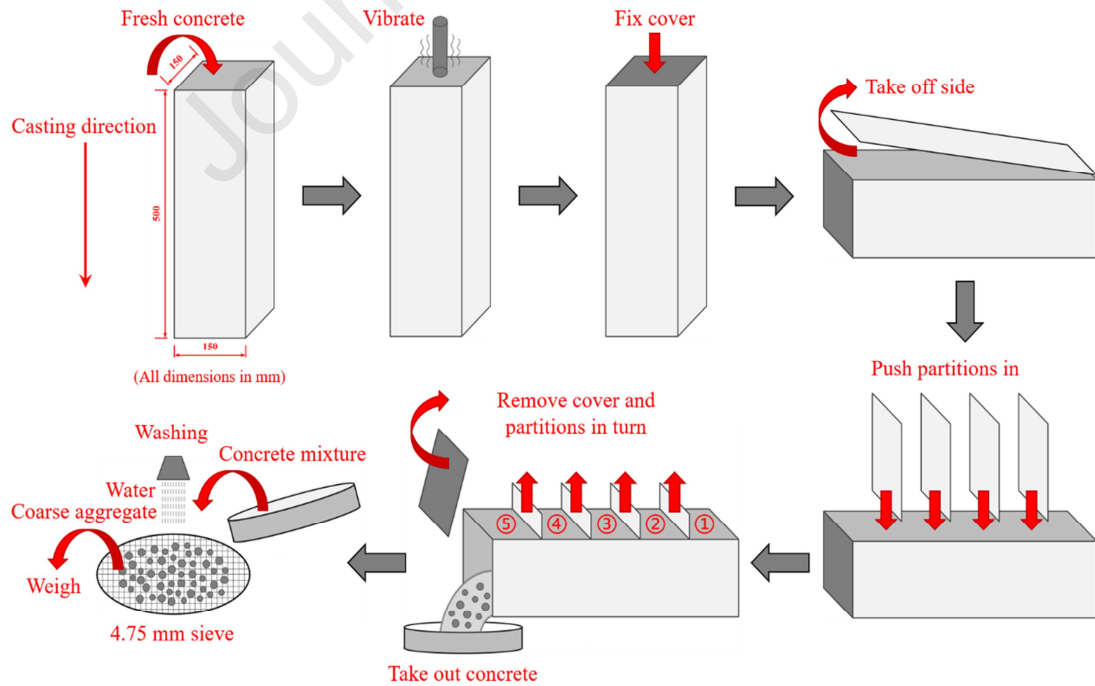 Fresh concrete
150
Casting direction
500
150
(All dimensions in mm)
Vibrate
Fix cover
Take off side
Push partitions in
Remove cover and
partitions in turn
⑤ ④ ③ ② ①
Take out concrete
Washing
Concrete mixture
Water
Coarse aggregate
Weigh
4.75 mm sieve
Jour